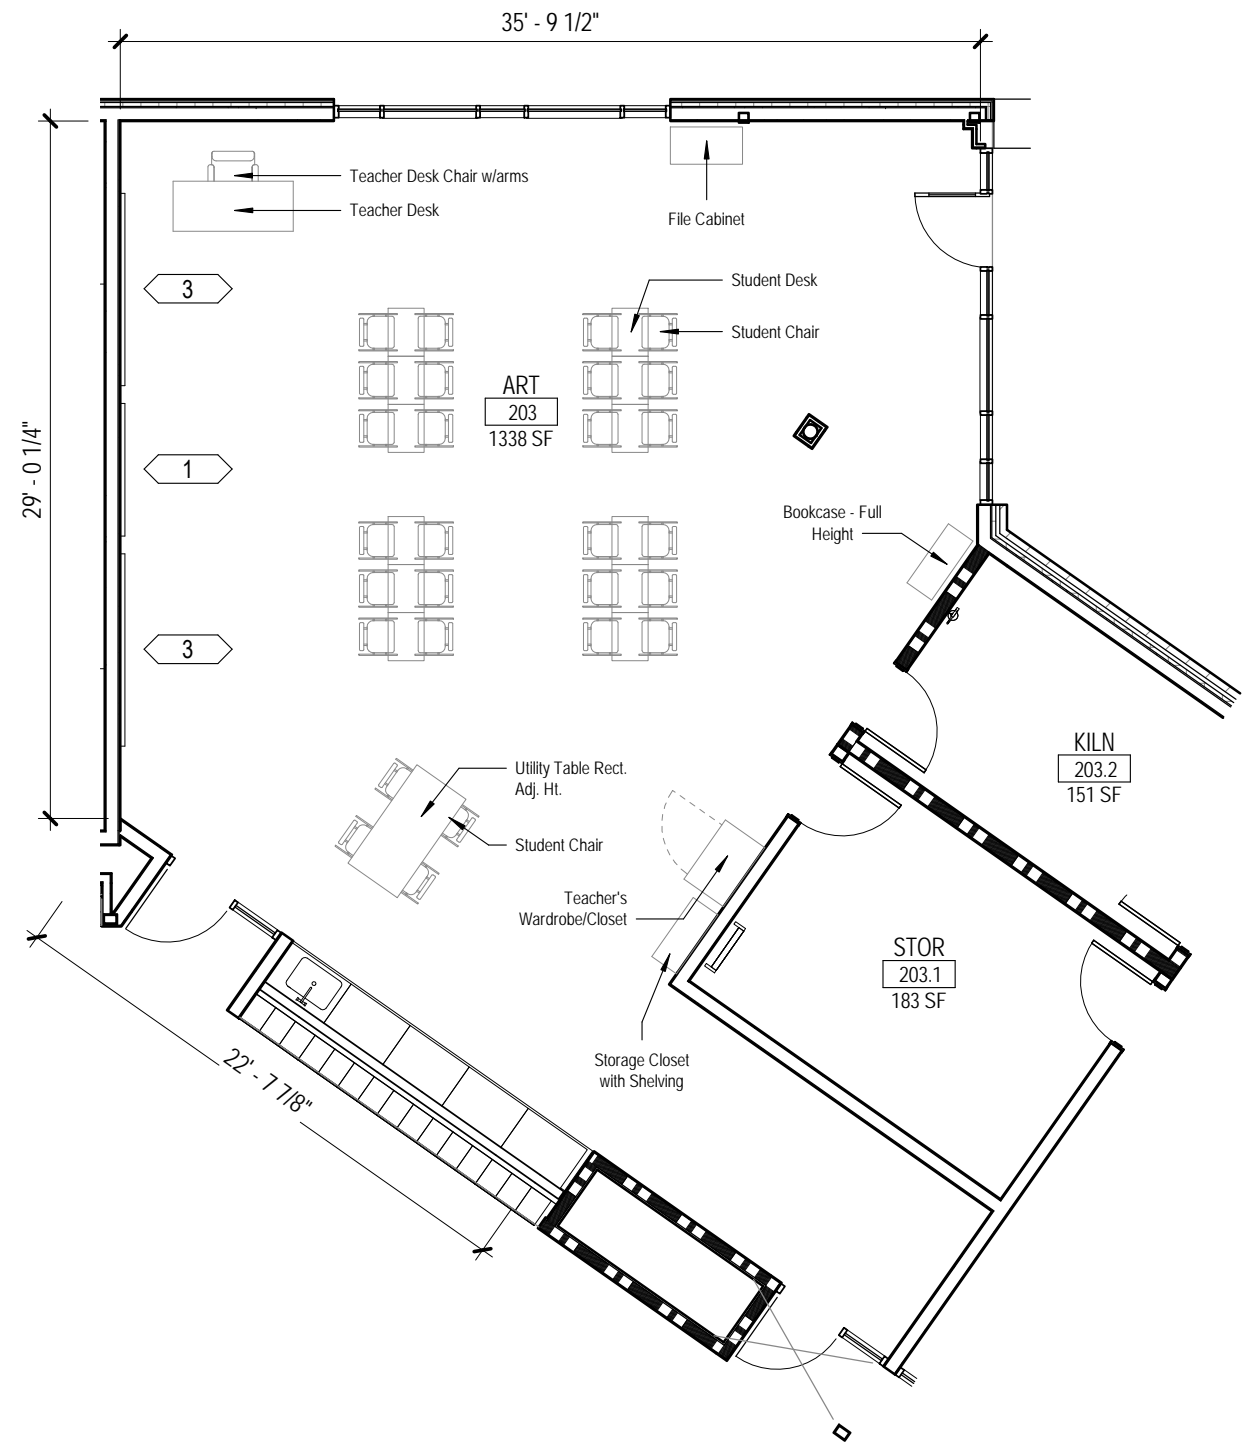 35' - 9 1/2"
Teacher Desk Chair w/arms
Teacher Desk
File Cabinet
3
Student Desk
Student Chair
ART
203
1338 SF
29' - 0 1/4"
1
Bookcase - Full
Height
3
KILN
203.2
151 SF
Utility Table Rect.
Adj. Ht.
Student Chair
Teacher's
Wardrobe/Closet
STOR
203.1
183 SF
22' - 7 7/8"
Storage Closet
with Shelving